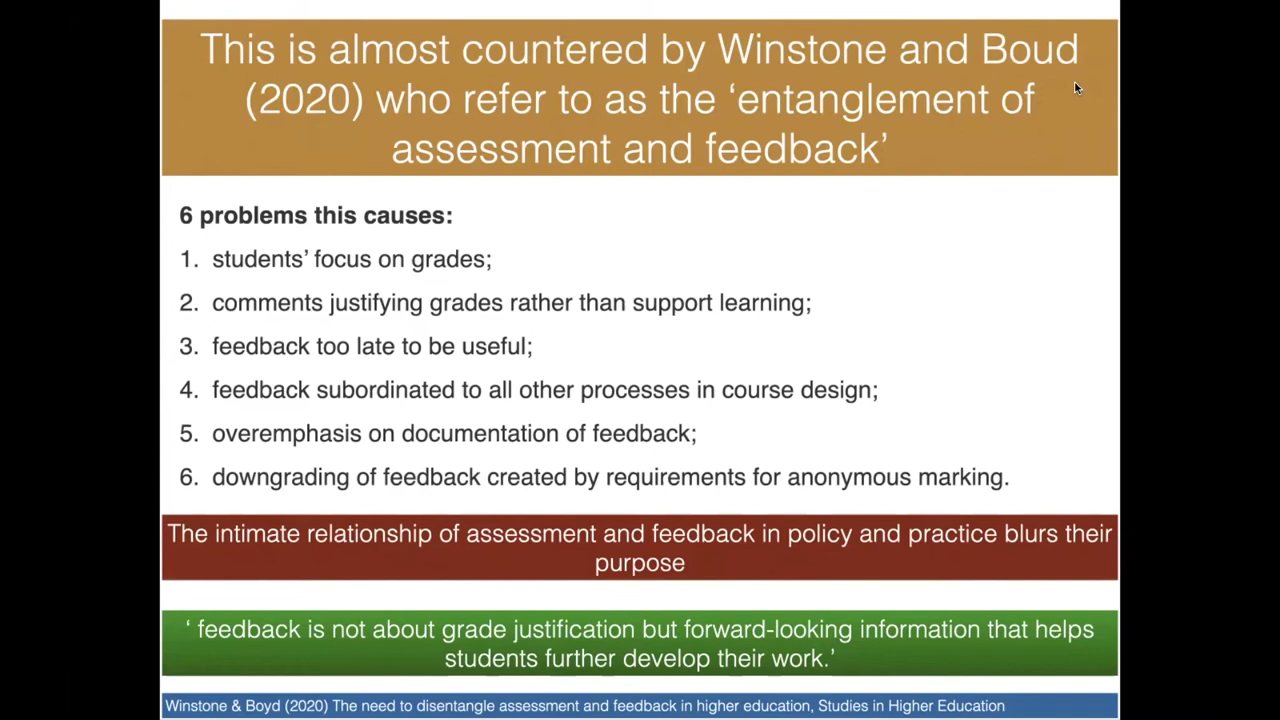 This is almost countered by Winstone and Boud
(2020) who refer to as the ‘entanglement of
assessment and feedback’
6 problems this causes:
1. students’ focus on grades;
2. comments justifying grades rather than support learning;
3. feedback too late to be useful;
4. feedback subordinated to all other processes in course design;
5. overemphasis on documentation of feedback;
6. downgrading of feedback created by requirements for anonymous marking.
The intimate relationship of assessment and feedback in policy and practice blurs their
purpose
‘ feedback is not about grade justification but forward-looking information that helps
students further develop their work.’
Winstone & Boyd (2020) The need to disentangle assessment and feedback in higher education, Studies in Higher Education